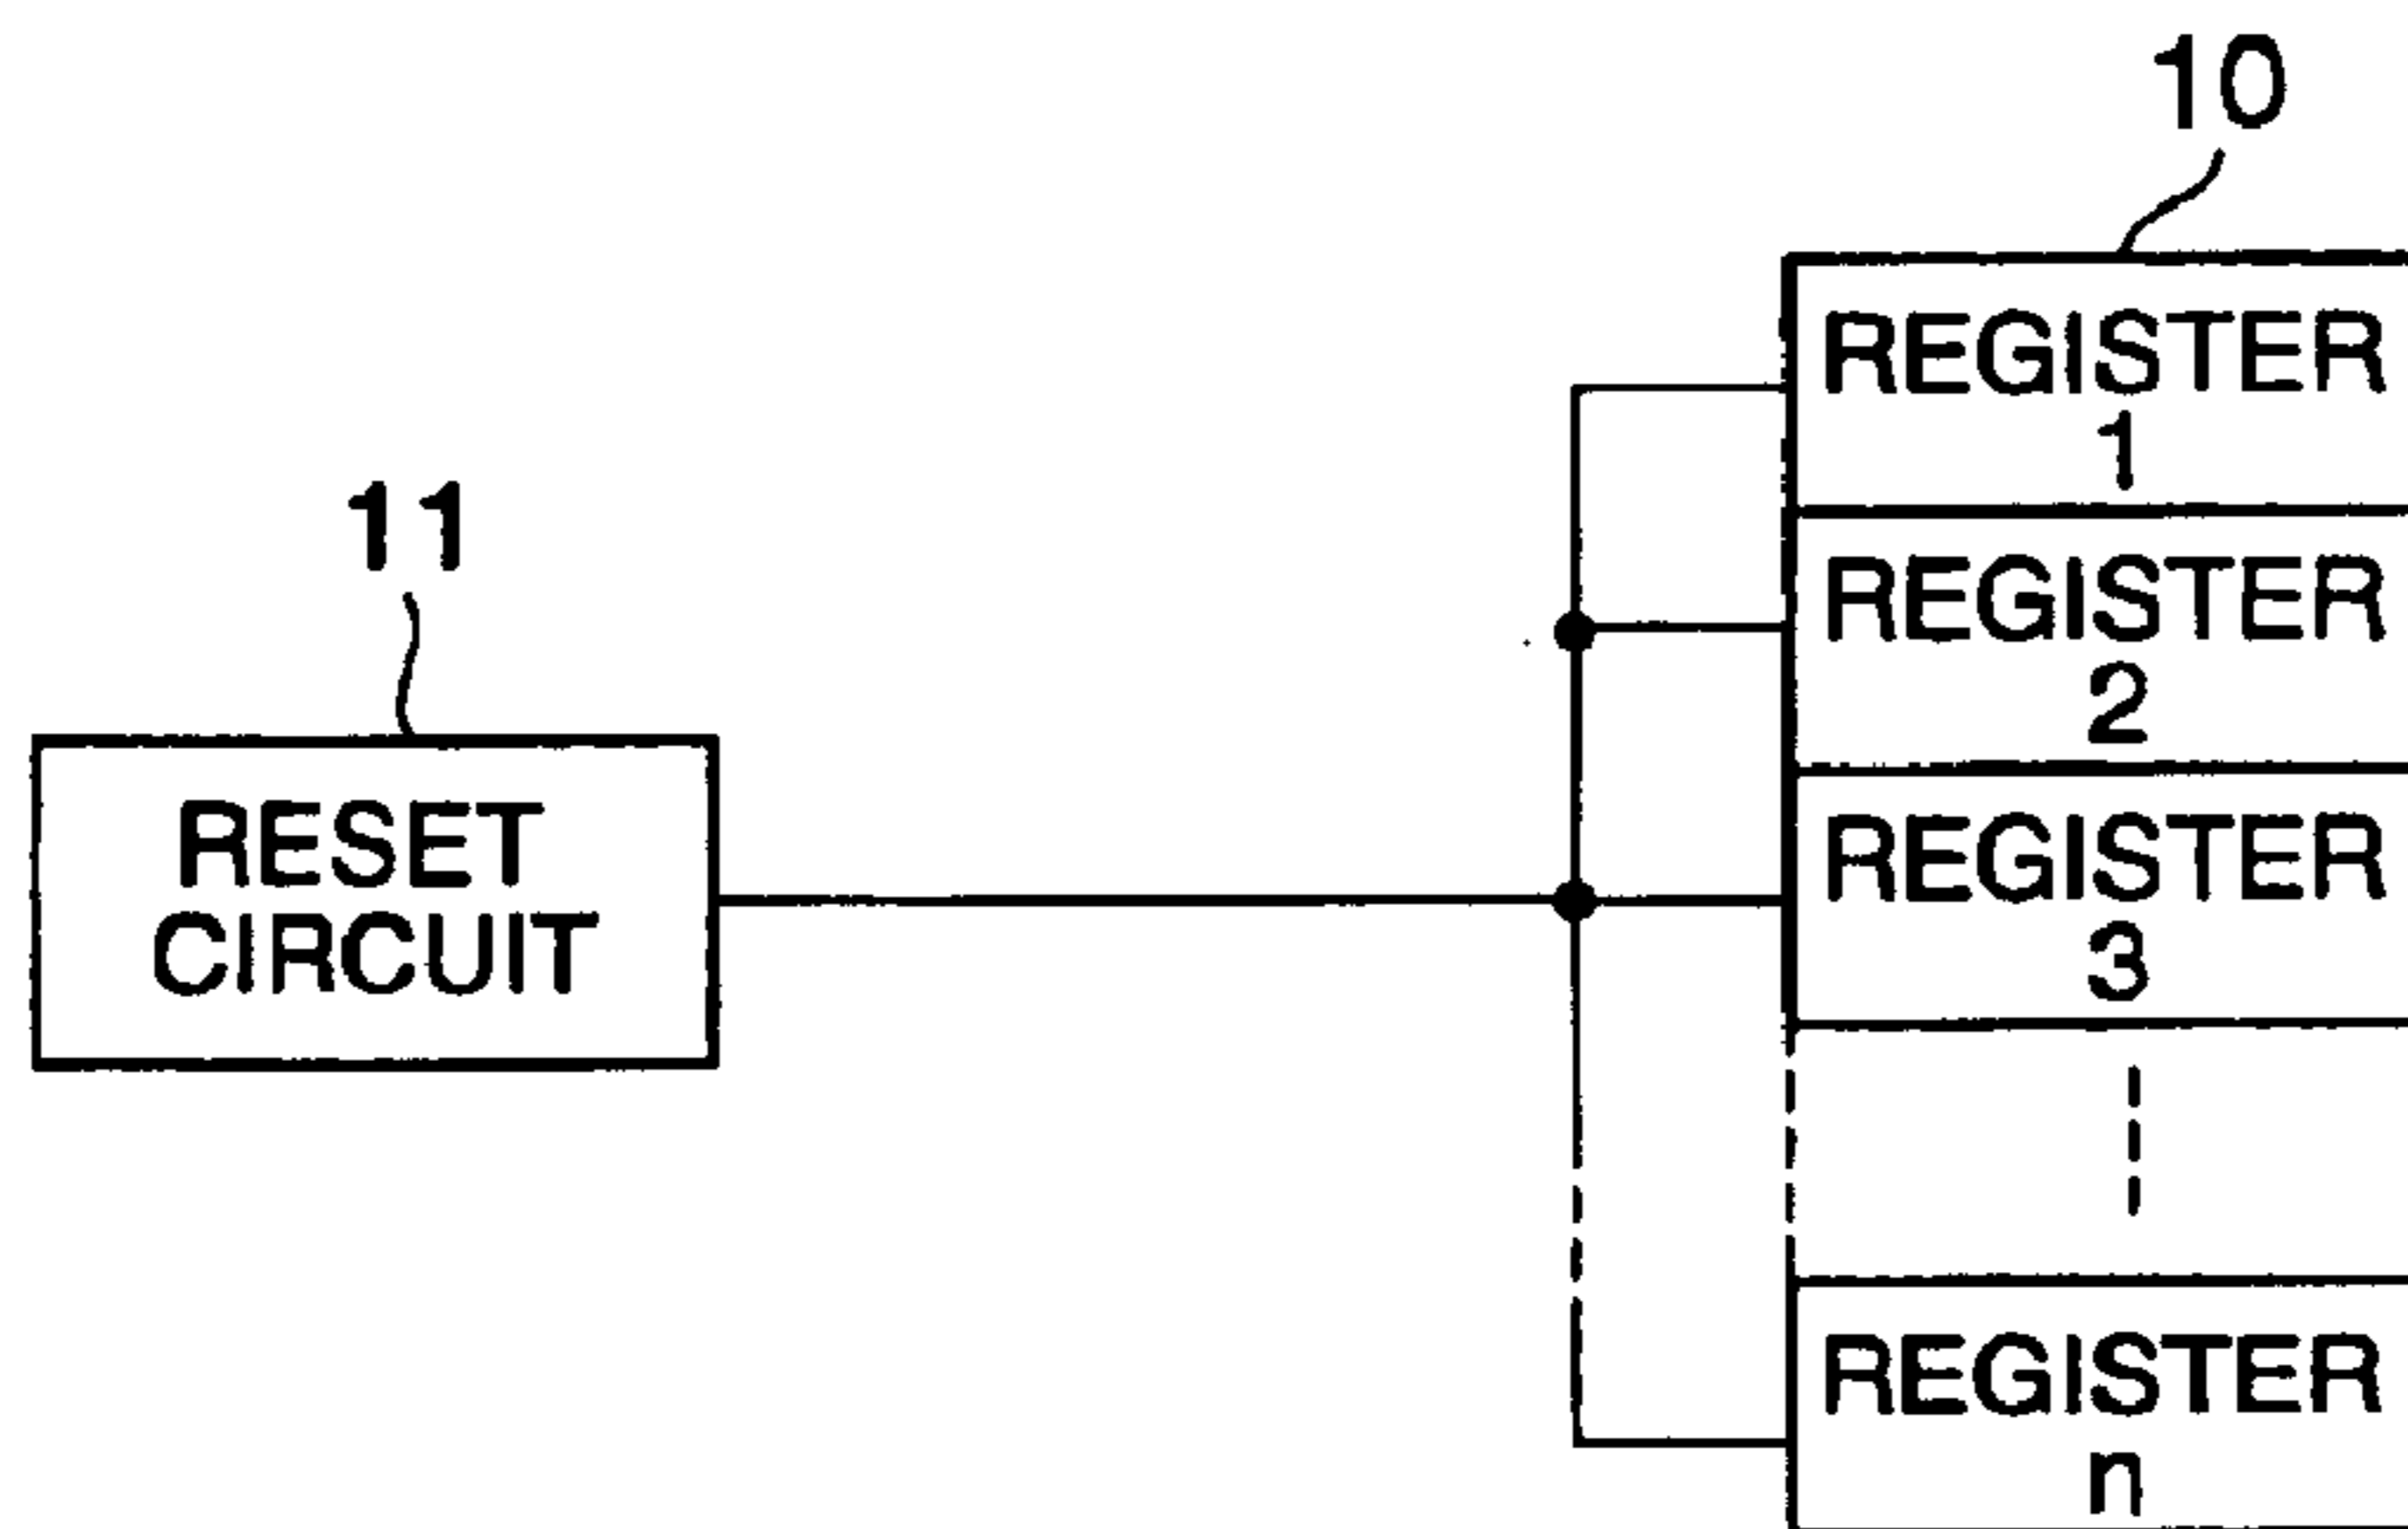 10
REGISTER
1
11
REGISTER
2
RESET
CIRCUIT
REGISTER
3
REGISTER
n